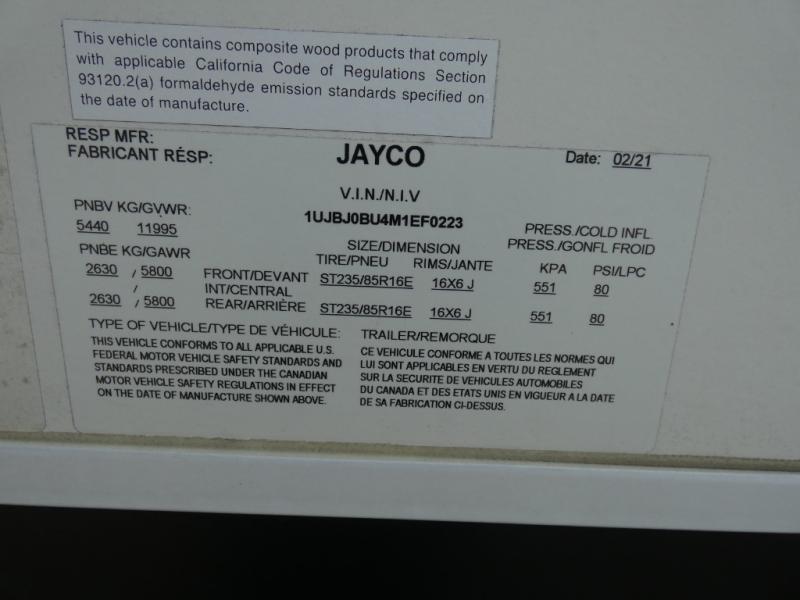 This vehicle contains composite wood products that comply
with applicable California Code of Regulations Section
93120.2(a) formaldehyde emission standards specified on
the date of manufacture.
RESP MFR:
FABRICANT RÉSP:
JAYCO
Date: 02/21
V.I.N./N.I.V
1UJBJ0BU4M1EF0223
PNBV KG/GVWR:
5440 11995
PNBE KG/GAWR
SIZE/DIMENSION
TIRE/PNEU RIMS/JANTE
PRESS./COLD INFL
PRESS./GONFL FROID
KPA PSI/LPC
2630 / 5800 FRONT/DEVANT ST235/85R16E 16X6 J 551 80
/ INT/CENTRAL
2630 / 5800 REAR/ARRIÈRE ST235/85R16E 16X6 J 551 80
TYPE OF VEHICLE/TYPE DE VÉHICULE: TRAILER/REMORQUE
THIS VEHICLE CONFORMS TO ALL APPLICABLE U.S.
FEDERAL MOTOR VEHICLE SAFETY STANDARDS AND
STANDARDS PRESCRIBED UNDER THE CANADIAN
MOTOR VEHICLE SAFETY REGULATIONS IN EFFECT
ON THE DATE OF MANUFACTURE SHOWN ABOVE.
CE VEHICULE CONFORME A TOUTES LES NORMES QUI
LUI SONT APPLICABLES EN VERTU DU REGLEMENT
SUR LA SECURITE DE VEHICULES AUTOMOBILES
DU CANADA ET DES ETATS UNIS EN VIGUEUR A LA DATE
DE SA FABRICATION CI-DESSUS.